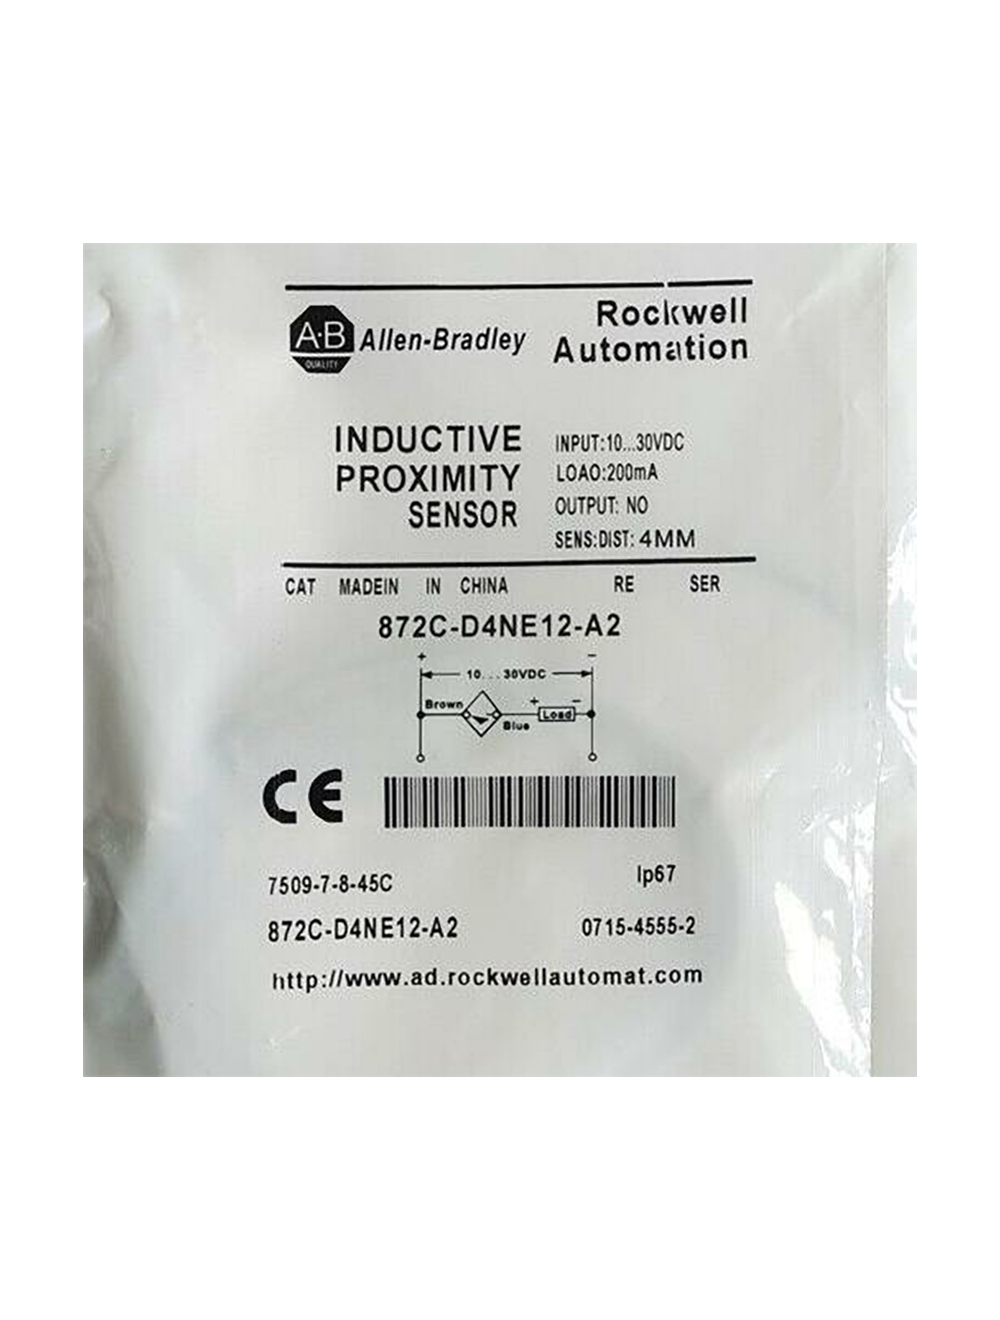 A·B
QUALITY
Allen-Bradley
Rockwell
Automation
INDUCTIVE
PROXIMITY
SENSOR
INPUT:10...30VDC
LOAO:200mA
OUTPUT: NO
SENS:DIST: 4MM
CAT MADEIN IN CHINA RE SER
872C-D4NE12-A2
+ −
10...30VDC
Brown
+ −
Load
Blue
CE
7509-7-8-45C
Ip67
872C-D4NE12-A2
0715-4555-2
http://www.ad.rockwellautomat.com